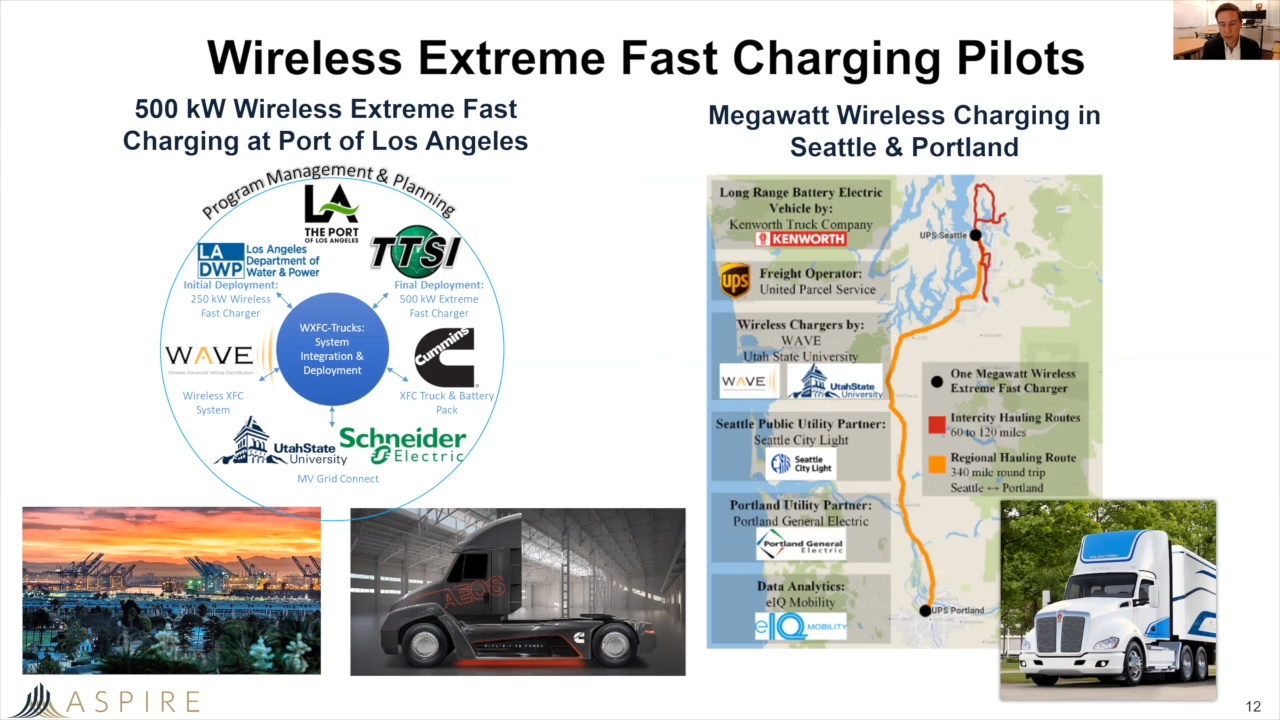 Wireless Extreme Fast Charging Pilots
500 kW Wireless Extreme Fast
Charging at Port of Los Angeles
Program Management & Planning
LA
THE PORT
OF LOS ANGELES
LA
DWP
Los Angeles
Department of
Water & Power
TTSI
Initial Deployment:
250 kW Wireless
Fast Charger
Final Deployment:
500 kW Extreme
Fast Charger
WXFC-Trucks:
System
Integration &
Deployment
WAVE
Wireless Advanced Vehicle Electrification
Cummins
Wireless XFC
System
XFC Truck & Battery
Pack
UtahState
University
Schneider
Electric
MV Grid Connect
AEOS
ELECTRIFIED POWER
Megawatt Wireless Charging in
Seattle & Portland
Long Range Battery Electric
Vehicle by:
Kenworth Truck Company
KENWORTH
ups
Freight Operator:
United Parcel Service
Wireless Chargers by:
WAVE
Utah State University
WAVE
UtahState
University
Seattle Public Utility Partner:
Seattle City Light
Seattle
City Light
Portland Utility Partner:
Portland General Electric
Portland General
Electric
Data Analytics:
eIQ Mobility
eIQ MOBILITY
UPS Seattle
One Megawatt Wireless
Extreme Fast Charger
Intercity Hauling Routes
60 to 120 miles
Regional Hauling Route
340 mile round trip
Seattle ↔ Portland
UPS Portland
ASPIRE
12